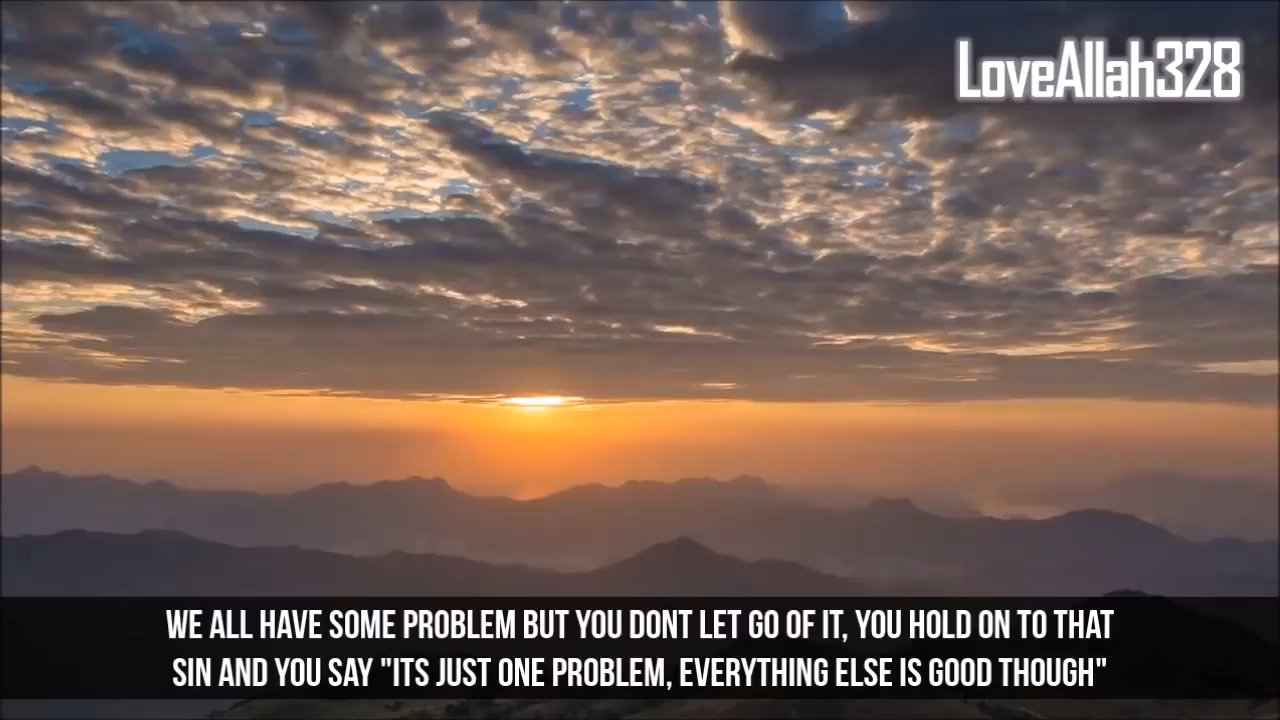 LoveAllah328
WE ALL HAVE SOME PROBLEM BUT YOU DONT LET GO OF IT, YOU HOLD ON TO THAT
SIN AND YOU SAY "ITS JUST ONE PROBLEM, EVERYTHING ELSE IS GOOD THOUGH"